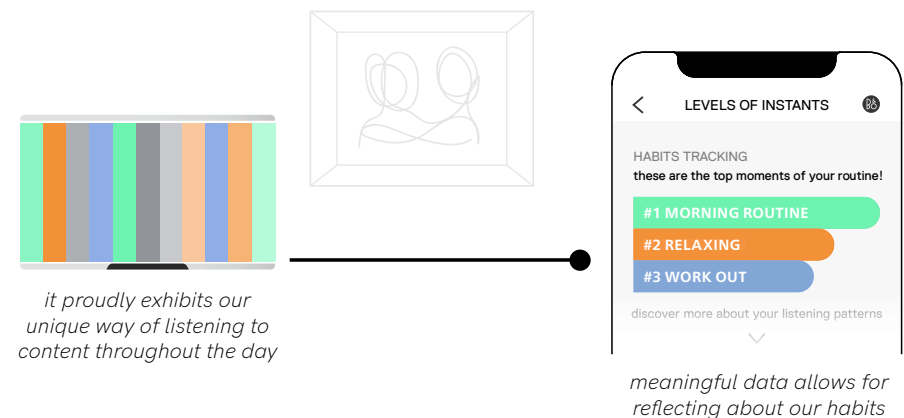 it proudly exhibits our
unique way of listening to
content throughout the day
LEVELS OF INSTANTS
B&O
HABITS TRACKING
these are the top moments of your routine!
#1 MORNING ROUTINE
#2 RELAXING
#3 WORK OUT
discover more about your listening patterns
meaningful data allows for
reflecting about our habits